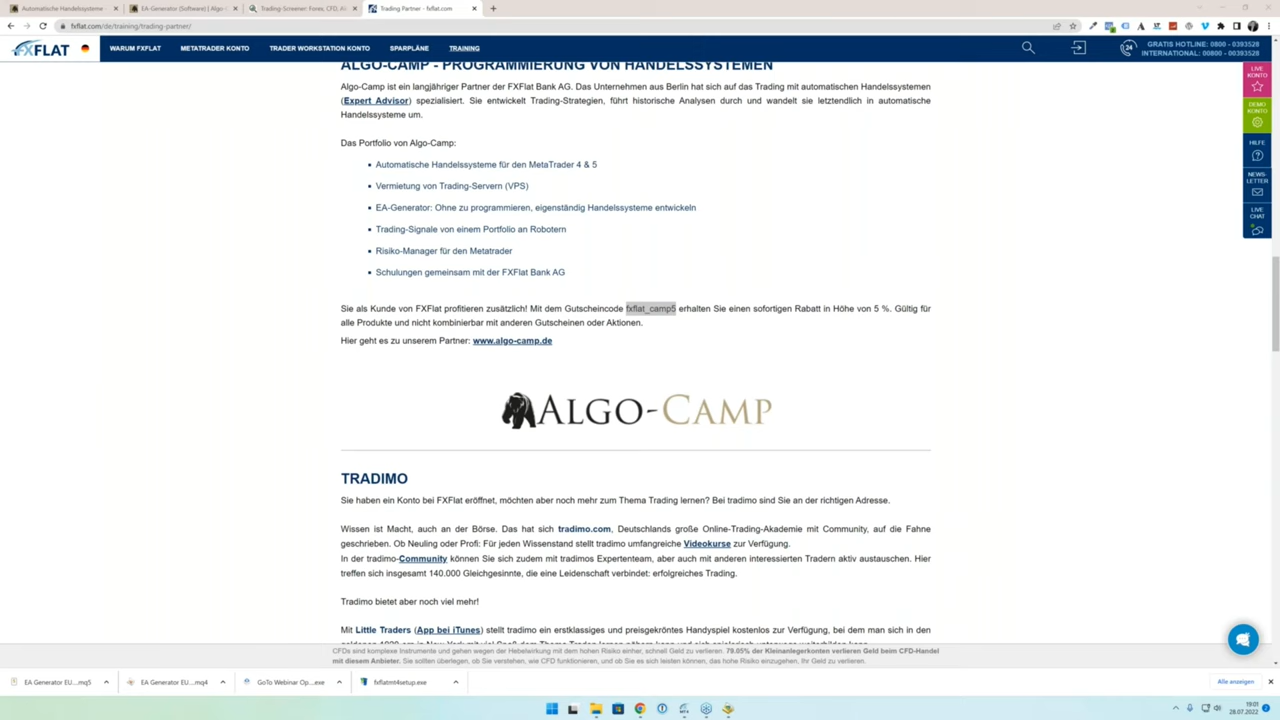 Automatische Handelssysteme -
EA-Generator (Software) | Algo-C
Trading-Screener: Forex, CFD, Ak
Trading Partner - fxflat.com
fxflat.com/de/training/trading-partner/
FXFLAT
WARUM FXFLAT
METATRADER KONTO
TRADER WORKSTATION KONTO
SPARPLÄNE
TRAINING
24
GRATIS HOTLINE: 0800 - 0393528
INTERNATIONAL: 00800 - 00393528
LIVE
KONTO
DEMO
KONTO
HILFE
NEWS-
LETTER
LIVE
CHAT
ALGO-CAMP - PROGRAMMIERUNG VON HANDELSSYSTEMEN
Algo-Camp ist ein langjähriger Partner der FXFlat Bank AG. Das Unternehmen aus Berlin hat sich auf das Trading mit automatischen Handelssystemen
(Expert Advisor) spezialisiert. Sie entwickelt Trading-Strategien, führt historische Analysen durch und wandelt sie letztendlich in automatische
Handelssysteme um.
Das Portfolio von Algo-Camp:
• Automatische Handelssysteme für den MetaTrader 4 & 5
• Vermietung von Trading-Servern (VPS)
• EA-Generator: Ohne zu programmieren, eigenständig Handelssysteme entwickeln
• Trading-Signale von einem Portfolio an Robotern
• Risiko-Manager für den Metatrader
• Schulungen gemeinsam mit der FXFlat Bank AG
Sie als Kunde von FXFlat profitieren zusätzlich! Mit dem Gutscheincode fxflat_camp5 erhalten Sie einen sofortigen Rabatt in Höhe von 5 %. Gültig für
alle Produkte und nicht kombinierbar mit anderen Gutscheinen oder Aktionen.
Hier geht es zu unserem Partner: www.algo-camp.de
ALGO-CAMP
TRADIMO
Sie haben ein Konto bei FXFlat eröffnet, möchten aber noch mehr zum Thema Trading lernen? Bei tradimo sind Sie an der richtigen Adresse.
Wissen ist Macht, auch an der Börse. Das hat sich tradimo.com, Deutschlands große Online-Trading-Akademie mit Community, auf die Fahne
geschrieben. Ob Neuling oder Profi: Für jeden Wissenstand stellt tradimo umfangreiche Videokurse zur Verfügung.
In der tradimo-Community können Sie sich zudem mit tradimos Expertenteam, aber auch mit anderen interessierten Tradern aktiv austauschen. Hier
treffen sich insgesamt 140.000 Gleichgesinnte, die eine Leidenschaft verbindet: erfolgreiches Trading.
Tradimo bietet aber noch viel mehr!
Mit Little Traders (App bei iTunes) stellt tradimo ein erstklassiges und preisgekröntes Handyspiel kostenlos zur Verfügung, bei dem man sich in den
CFDs sind komplexe Instrumente und gehen wegen der Hebelwirkung mit dem hohen Risiko einher, schnell Geld zu verlieren. 79.05% der Kleinanlegerkonten verlieren Geld beim CFD-Handel
mit diesem Anbieter. Sie sollten überlegen, ob Sie verstehen, wie CFD funktionieren, und ob Sie es sich leisten können, das hohe Risiko einzugehen, Ihr Geld zu verlieren.
EA Generator EU....mq5
EA Generator EU....mq4
GoTo Webinar Op....exe
fxflatmt4setup.exe
Alle anzeigen
19:01
28.07.2022